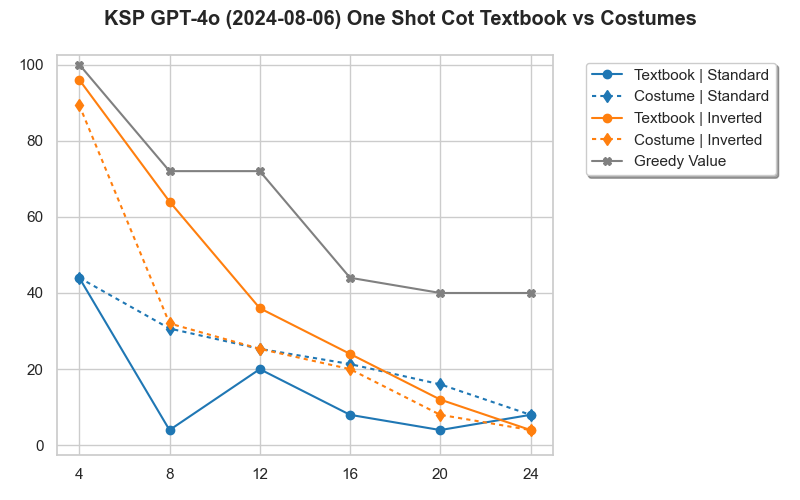 KSP GPT-4o (2024-08-06) One Shot Cot Textbook vs Costumes
100
80
60
40
20
0
4 8 12 16 20 24
Textbook | Standard
Costume | Standard
Textbook | Inverted
Costume | Inverted
Greedy Value